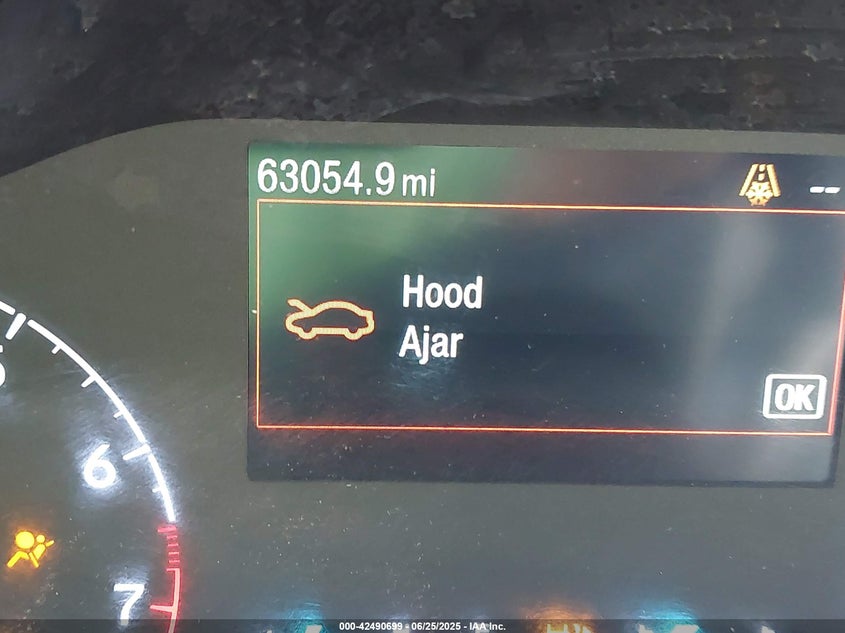 63054.9 mi
--
Hood
Ajar
OK
6
7
000-42490699 - 06/25/2025 - IAA Inc.